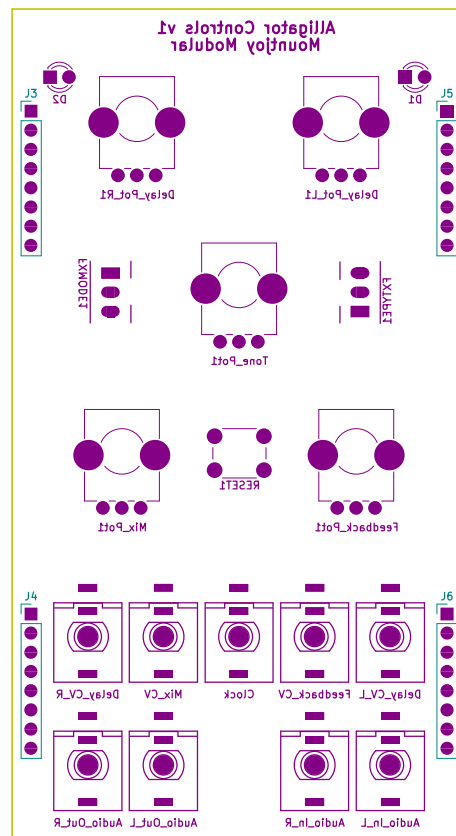 Alligator Controls v1
Mountjoy Modular
J3
D2
D1
J5
Delay_Pot_R1
Delay_Pot_L1
FXMODE1
FXTYPE1
Tone_Pot1
RESET1
Mix_Pot1
Feedback_Pot1
J4
J6
Delay_CV_R
Mix_CV
Clock
Feedback_CV
Delay_CV_L
Audio_Out_R
Audio_Out_L
Audio_In_R
Audio_In_L